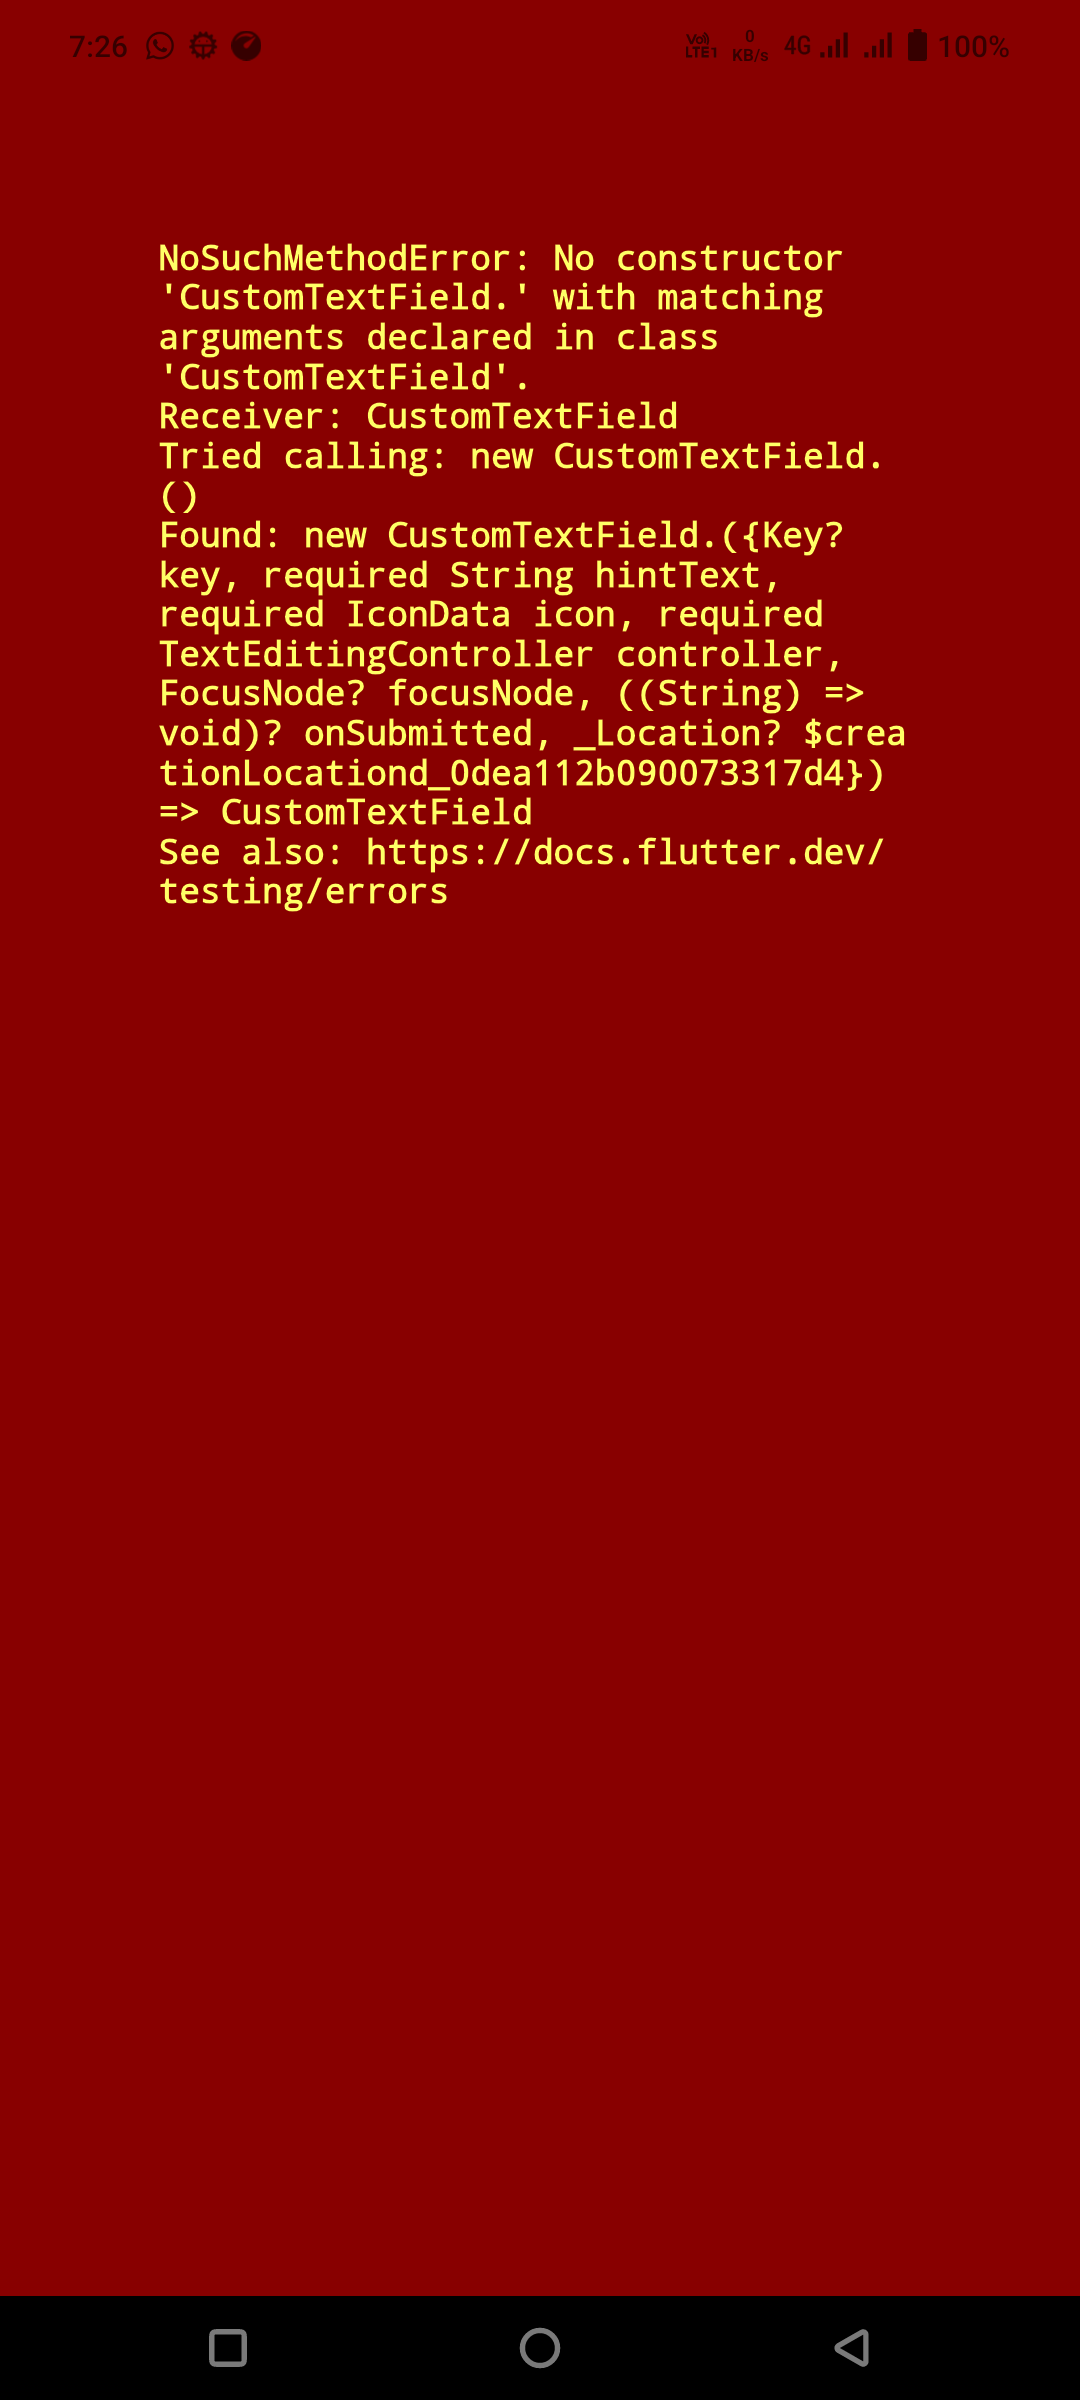 7:26
Vo) 0
LTE1 KB/s 4G 100%
NoSuchMethodError: No constructor
'CustomTextField.' with matching
arguments declared in class
'CustomTextField'.
Receiver: CustomTextField
Tried calling: new CustomTextField.
()
Found: new CustomTextField.({Key?
key, required String hintText,
required IconData icon, required
TextEditingController controller,
FocusNode? focusNode, ((String) =>
void)? onSubmitted, _Location? $crea
tionLocationd_0dea112b090073317d4})
=> CustomTextField
See also: https://docs.flutter.dev/
testing/errors